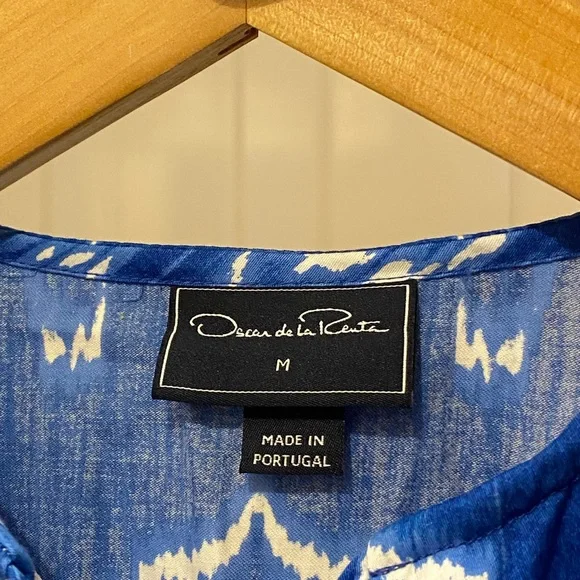 Oscar de la Renta
M
MADE IN
PORTUGAL